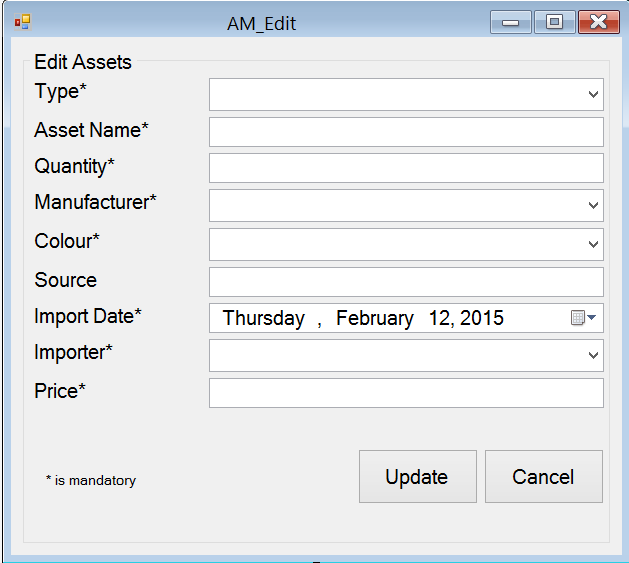 AM_Edit
Edit Assets
Type*
Asset Name*
Quantity*
Manufacturer*
Colour*
Source
Import Date* Thursday , February 12, 2015
Importer*
Price*
* is mandatory Update Cancel